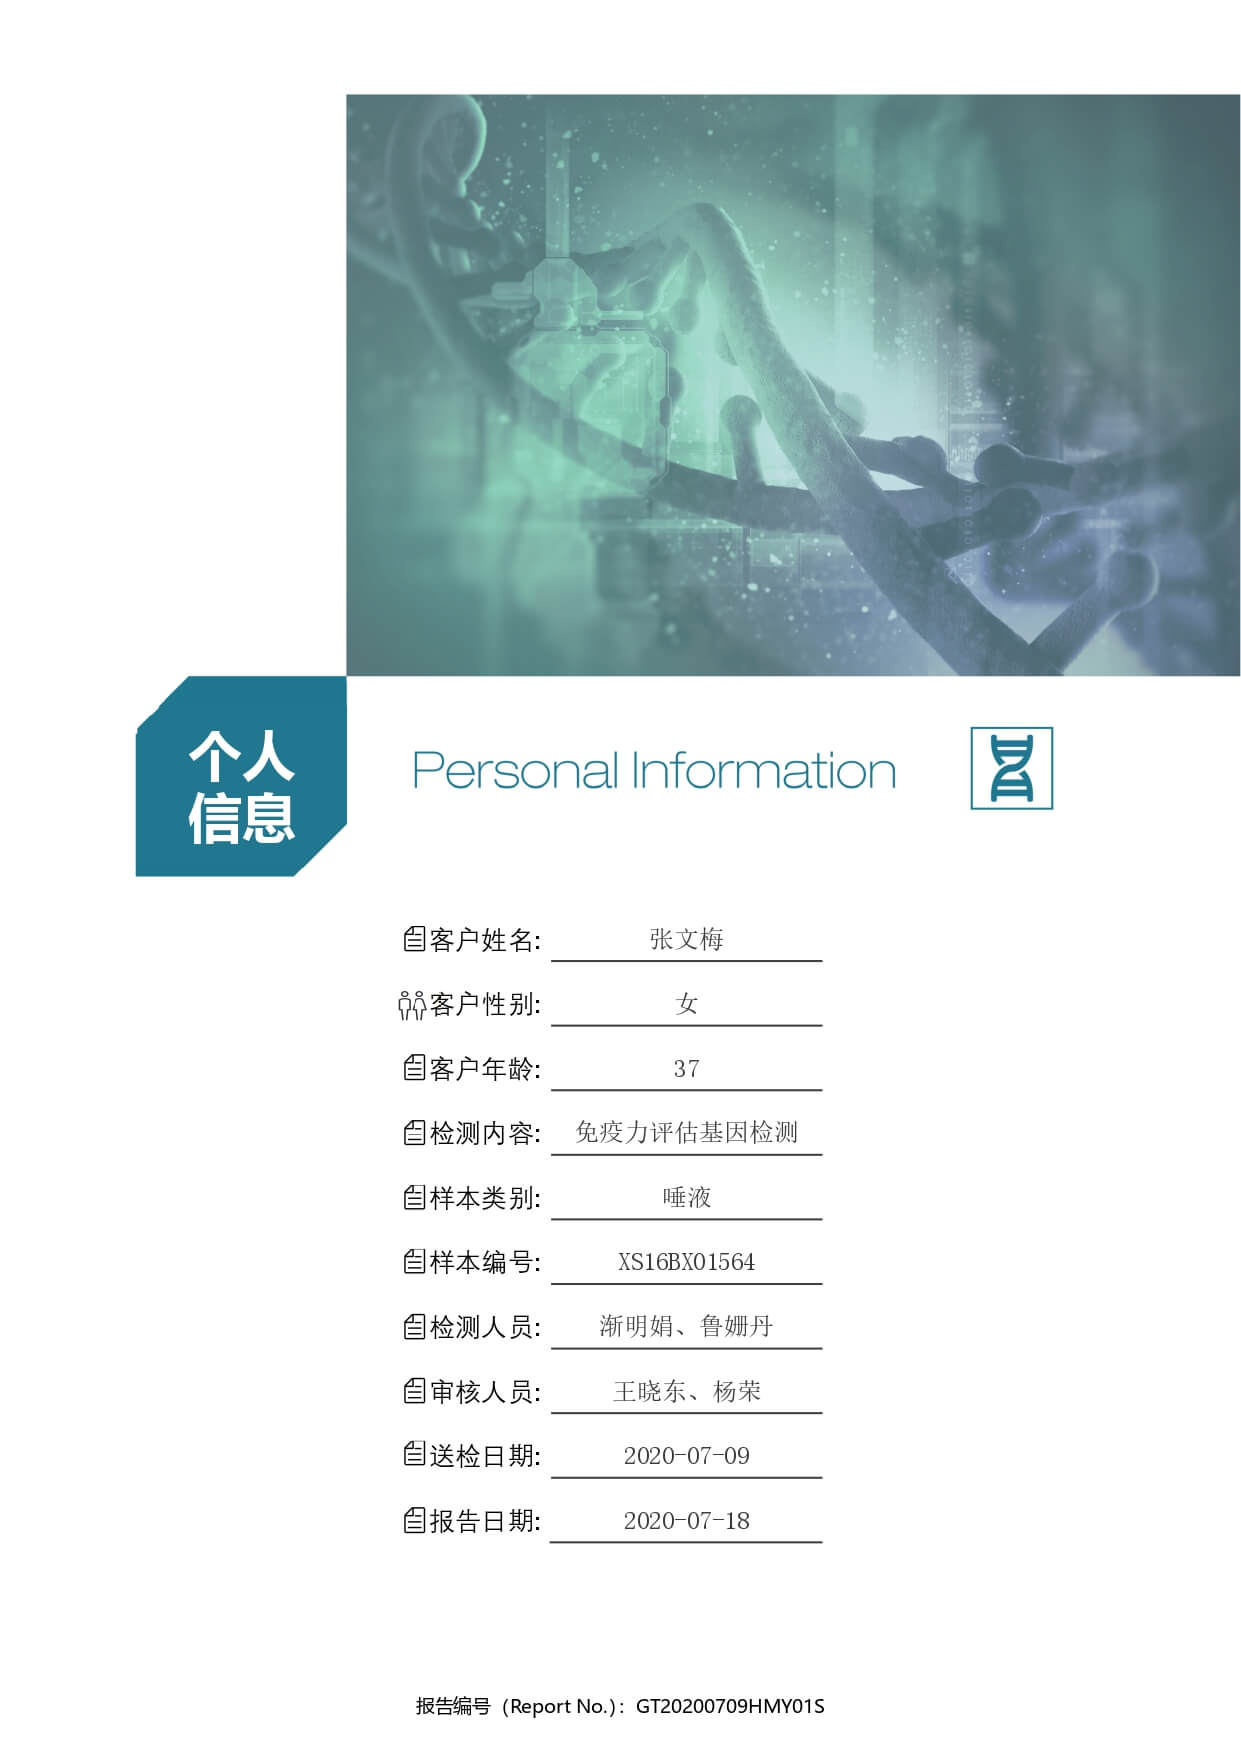 个人
信息
Personal Information
客户姓名: 张文梅
客户性别: 女
客户年龄: 37
检测内容: 免疫力评估基因检测
样本类别: 唾液
样本编号: XS16BX01564
检测人员: 渐明娟、鲁姗丹
审核人员: 王晓东、杨荣
送检日期: 2020-07-09
报告日期: 2020-07-18
报告编号（Report No.）: GT20200709HMY01S